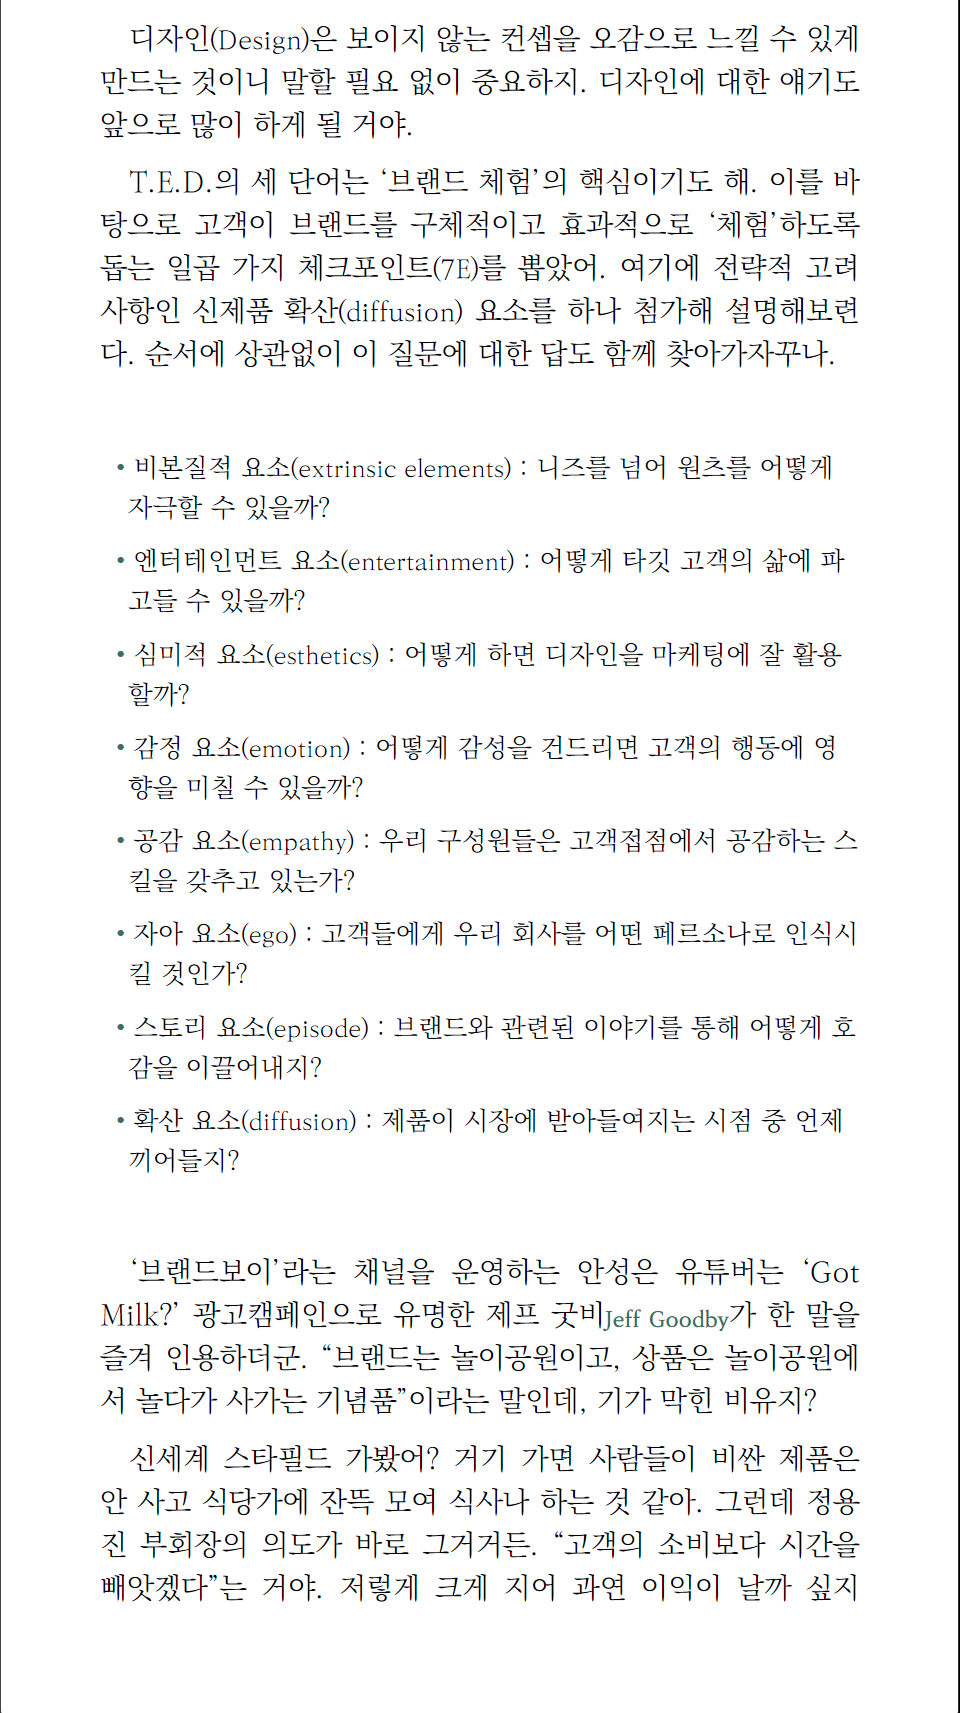 디자인(Design)은 보이지 않는 컨셉을 오감으로 느낄 수 있게
만드는 것이니 말할 필요 없이 중요하지. 디자인에 대한 얘기도
앞으로 많이 하게 될 거야.
T.E.D.의 세 단어는 ‘브랜드 체험’의 핵심이기도 해. 이를 바
탕으로 고객이 브랜드를 구체적이고 효과적으로 ‘체험’하도록
돕는 일곱 가지 체크포인트(7E)를 뽑았어. 여기에 전략적 고려
사항인 신제품 확산(diffusion) 요소를 하나 첨가해 설명해보련
다. 순서에 상관없이 이 질문에 대한 답도 함께 찾아가자꾸나.
• 비본질적 요소(extrinsic elements) : 니즈를 넘어 원츠를 어떻게
자극할 수 있을까?
• 엔터테인먼트 요소(entertainment) : 어떻게 타깃 고객의 삶에 파
고들 수 있을까?
• 심미적 요소(esthetics) : 어떻게 하면 디자인을 마케팅에 잘 활용
할까?
• 감정 요소(emotion) : 어떻게 감성을 건드리면 고객의 행동에 영
향을 미칠 수 있을까?
• 공감 요소(empathy) : 우리 구성원들은 고객접점에서 공감하는 스
킬을 갖추고 있는가?
• 자아 요소(ego) : 고객들에게 우리 회사를 어떤 페르소나로 인식시
킬 것인가?
• 스토리 요소(episode) : 브랜드와 관련된 이야기를 통해 어떻게 호
감을 이끌어내지?
• 확산 요소(diffusion) : 제품이 시장에 받아들여지는 시점 중 언제
끼어들지?
‘브랜드보이’라는 채널을 운영하는 안성은 유튜버는 ‘Got
Milk?’ 광고캠페인으로 유명한 제프 굿비Jeff Goodby가 한 말을
즐겨 인용하더군. “브랜드는 놀이공원이고, 상품은 놀이공원에
서 놀다가 사가는 기념품”이라는 말인데, 기가 막힌 비유지?
신세계 스타필드 가봤어? 거기 가면 사람들이 비싼 제품은
안 사고 식당가에 잔뜩 모여 식사나 하는 것 같아. 그런데 정용
진 부회장의 의도가 바로 그거거든. “고객의 소비보다 시간을
빼앗겠다”는 거야. 저렇게 크게 지어 과연 이익이 날까 싶지